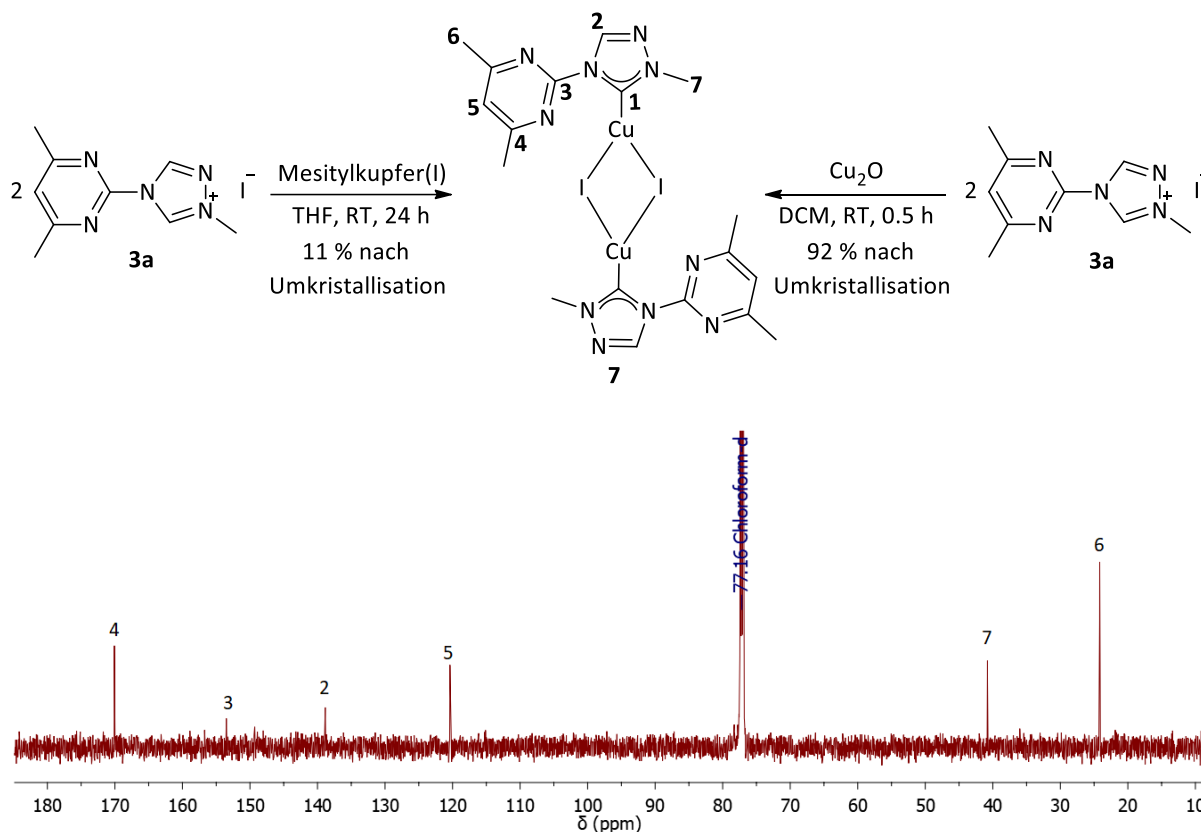 2
N
N
N
N
N
+
I⁻
3a
Mesitylkupfer(I)
THF, RT, 24 h
11 % nach
Umkristallisation
6
5
4
3
2
1
7
N
N
N
N
N
Cu
I
I
Cu
N
N
N
N
N
7
Cu₂O
DCM, RT, 0.5 h
92 % nach
Umkristallisation
2
N
N
N
N
N
+
I⁻
3a
77.16 Chloroform-d
4
3
2
5
7
6
180 170 160 150 140 130 120 110 100 90 80 70 60 50 40 30 20 10
δ (ppm)